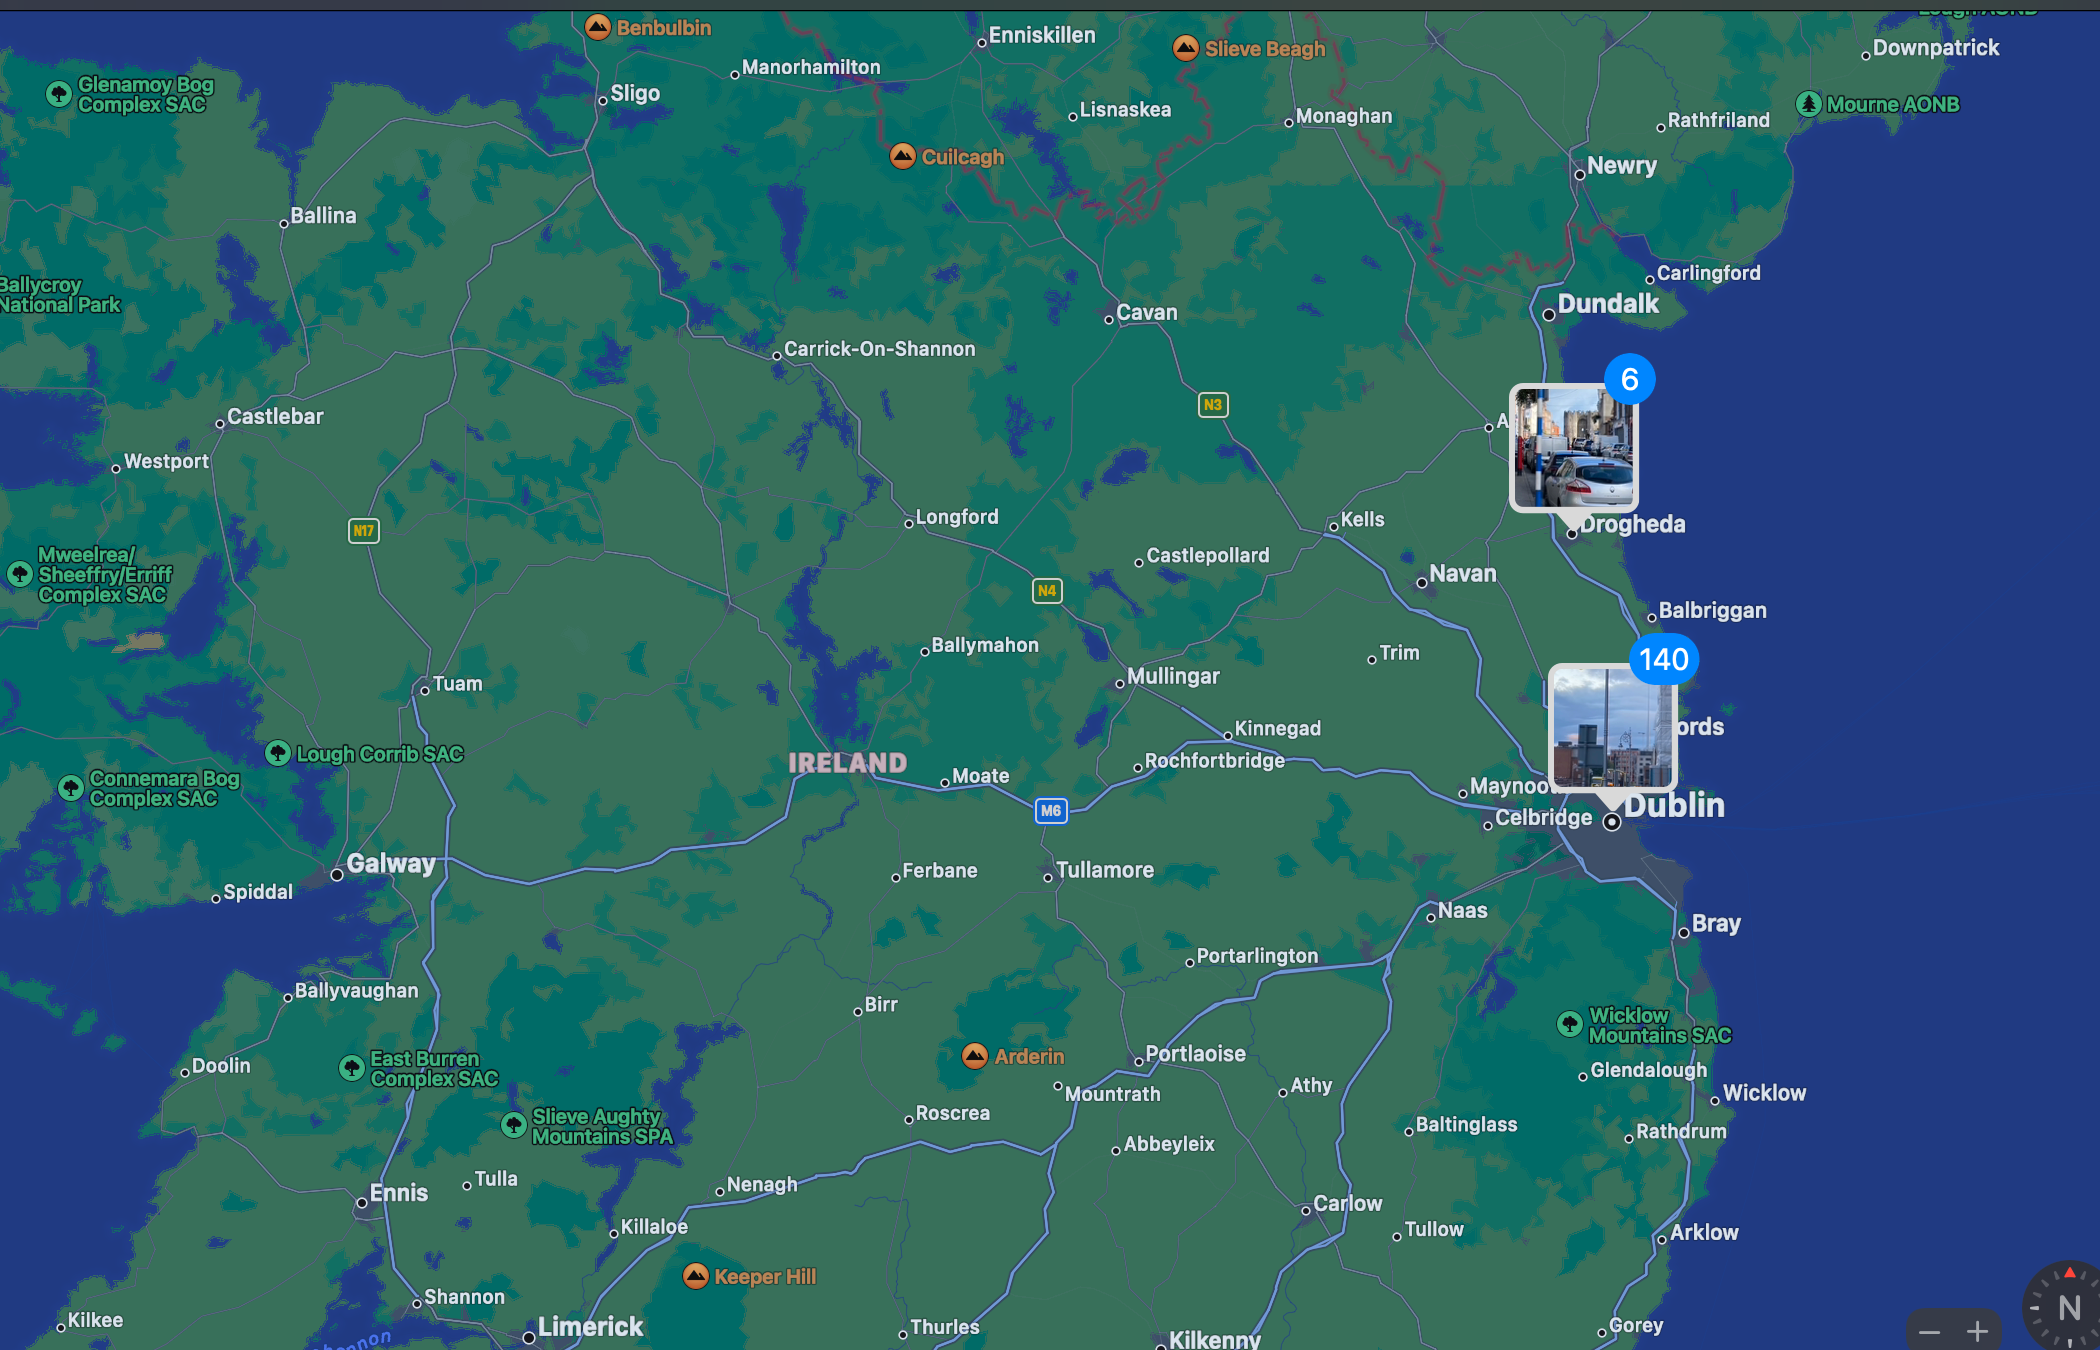 Benbulbin
Enniskillen
Slieve Beagh
Downpatrick
Manorhamilton
Glenamoy Bog
Complex SAC
Sligo
Lisnaskea
Monaghan
Mourne AONB
Rathfriland
Cuilcagh
Newry
Ballina
Carlingford
Ballycroy
National Park
Dundalk
Cavan
Carrick-On-Shannon
6
N3
Castlebar
Westport
Longford
Kells
Drogheda
N17
Mweelrea/
Sheeffry/Erriff
Complex SAC
Castlepollard
Navan
N4
Balbriggan
Ballymahon
Trim
140
Mullingar
Tuam
Kinnegad
ords
Lough Corrib SAC
IRELAND
Rochfortbridge
Moate
Connemara Bog
Complex SAC
Maynoo
Dublin
M6
Celbridge
Galway
Ferbane
Tullamore
Spiddal
Naas
Bray
Portarlington
Ballyvaughan
Birr
Wicklow
Mountains SAC
Arderin
Portlaoise
Doolin
East Burren
Complex SAC
Glendalough
Mountrath
Athy
Wicklow
Roscrea
Slieve Aughty
Mountains SPA
Baltinglass
Rathdrum
Abbeyleix
Tulla
Nenagh
Ennis
Carlow
Killaloe
Tullow
Arklow
Keeper Hill
Shannon
N
Kilkee
Limerick
Thurles
Gorey
Kilkenny
− +